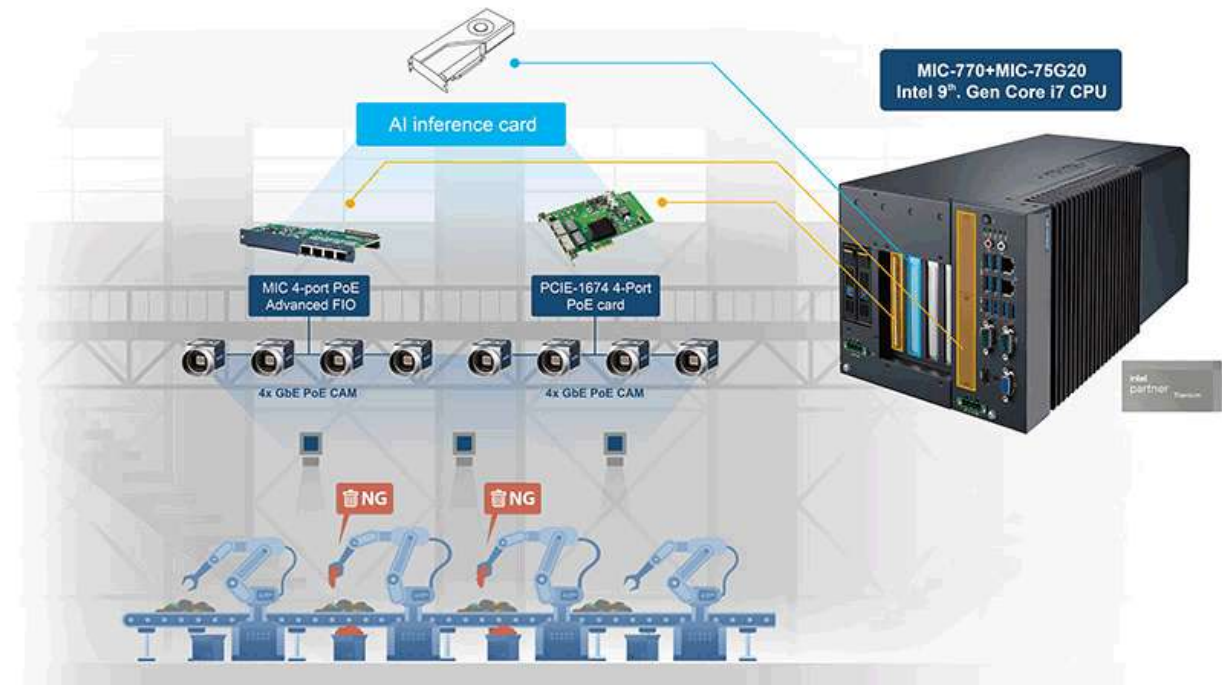 MIC-770+MIC-75G20
Intel 9th. Gen Core i7 CPU
AI inference card
MIC 4-port PoE
Advanced FIO
PCIE-1674 4-Port
PoE card
4x GbE PoE CAM
4x GbE PoE CAM
intel
partner
Titanium
NG
NG